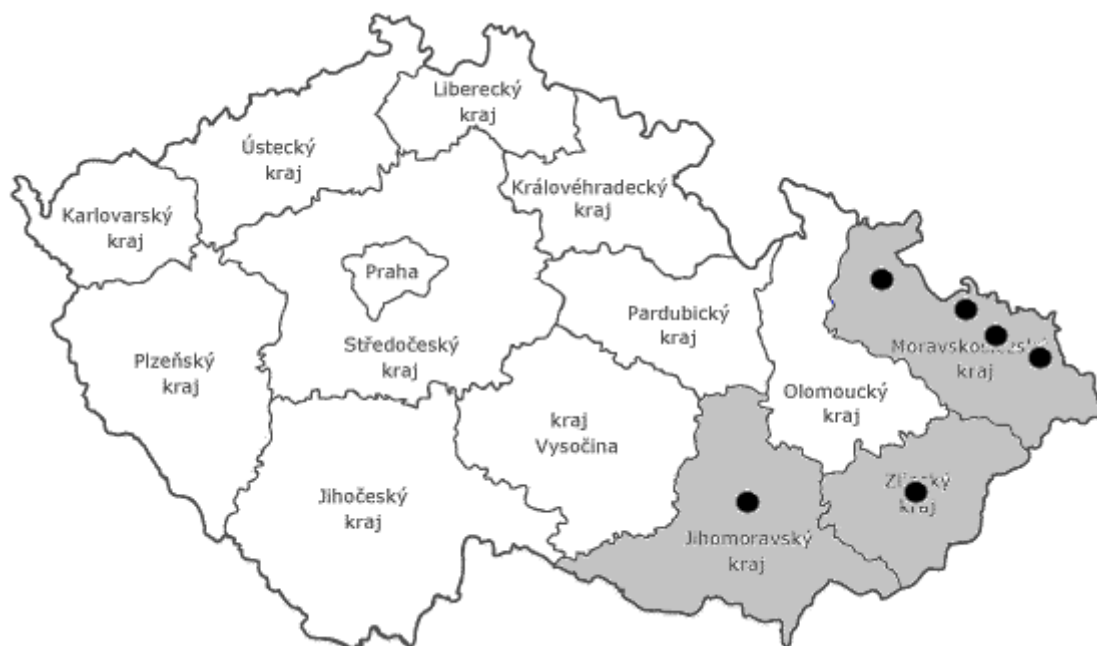 Liberecký
kraj
Ústecký
kraj
Královéhradecký
kraj
Karlovarský
kraj
Praha
Pardubický
kraj
Středočeský
kraj
Plzeňský
kraj
kraj
Olomoucký
kraj
kraj
Vysočina
Jihočeský
kraj
kraj
Jihomoravský
kraj